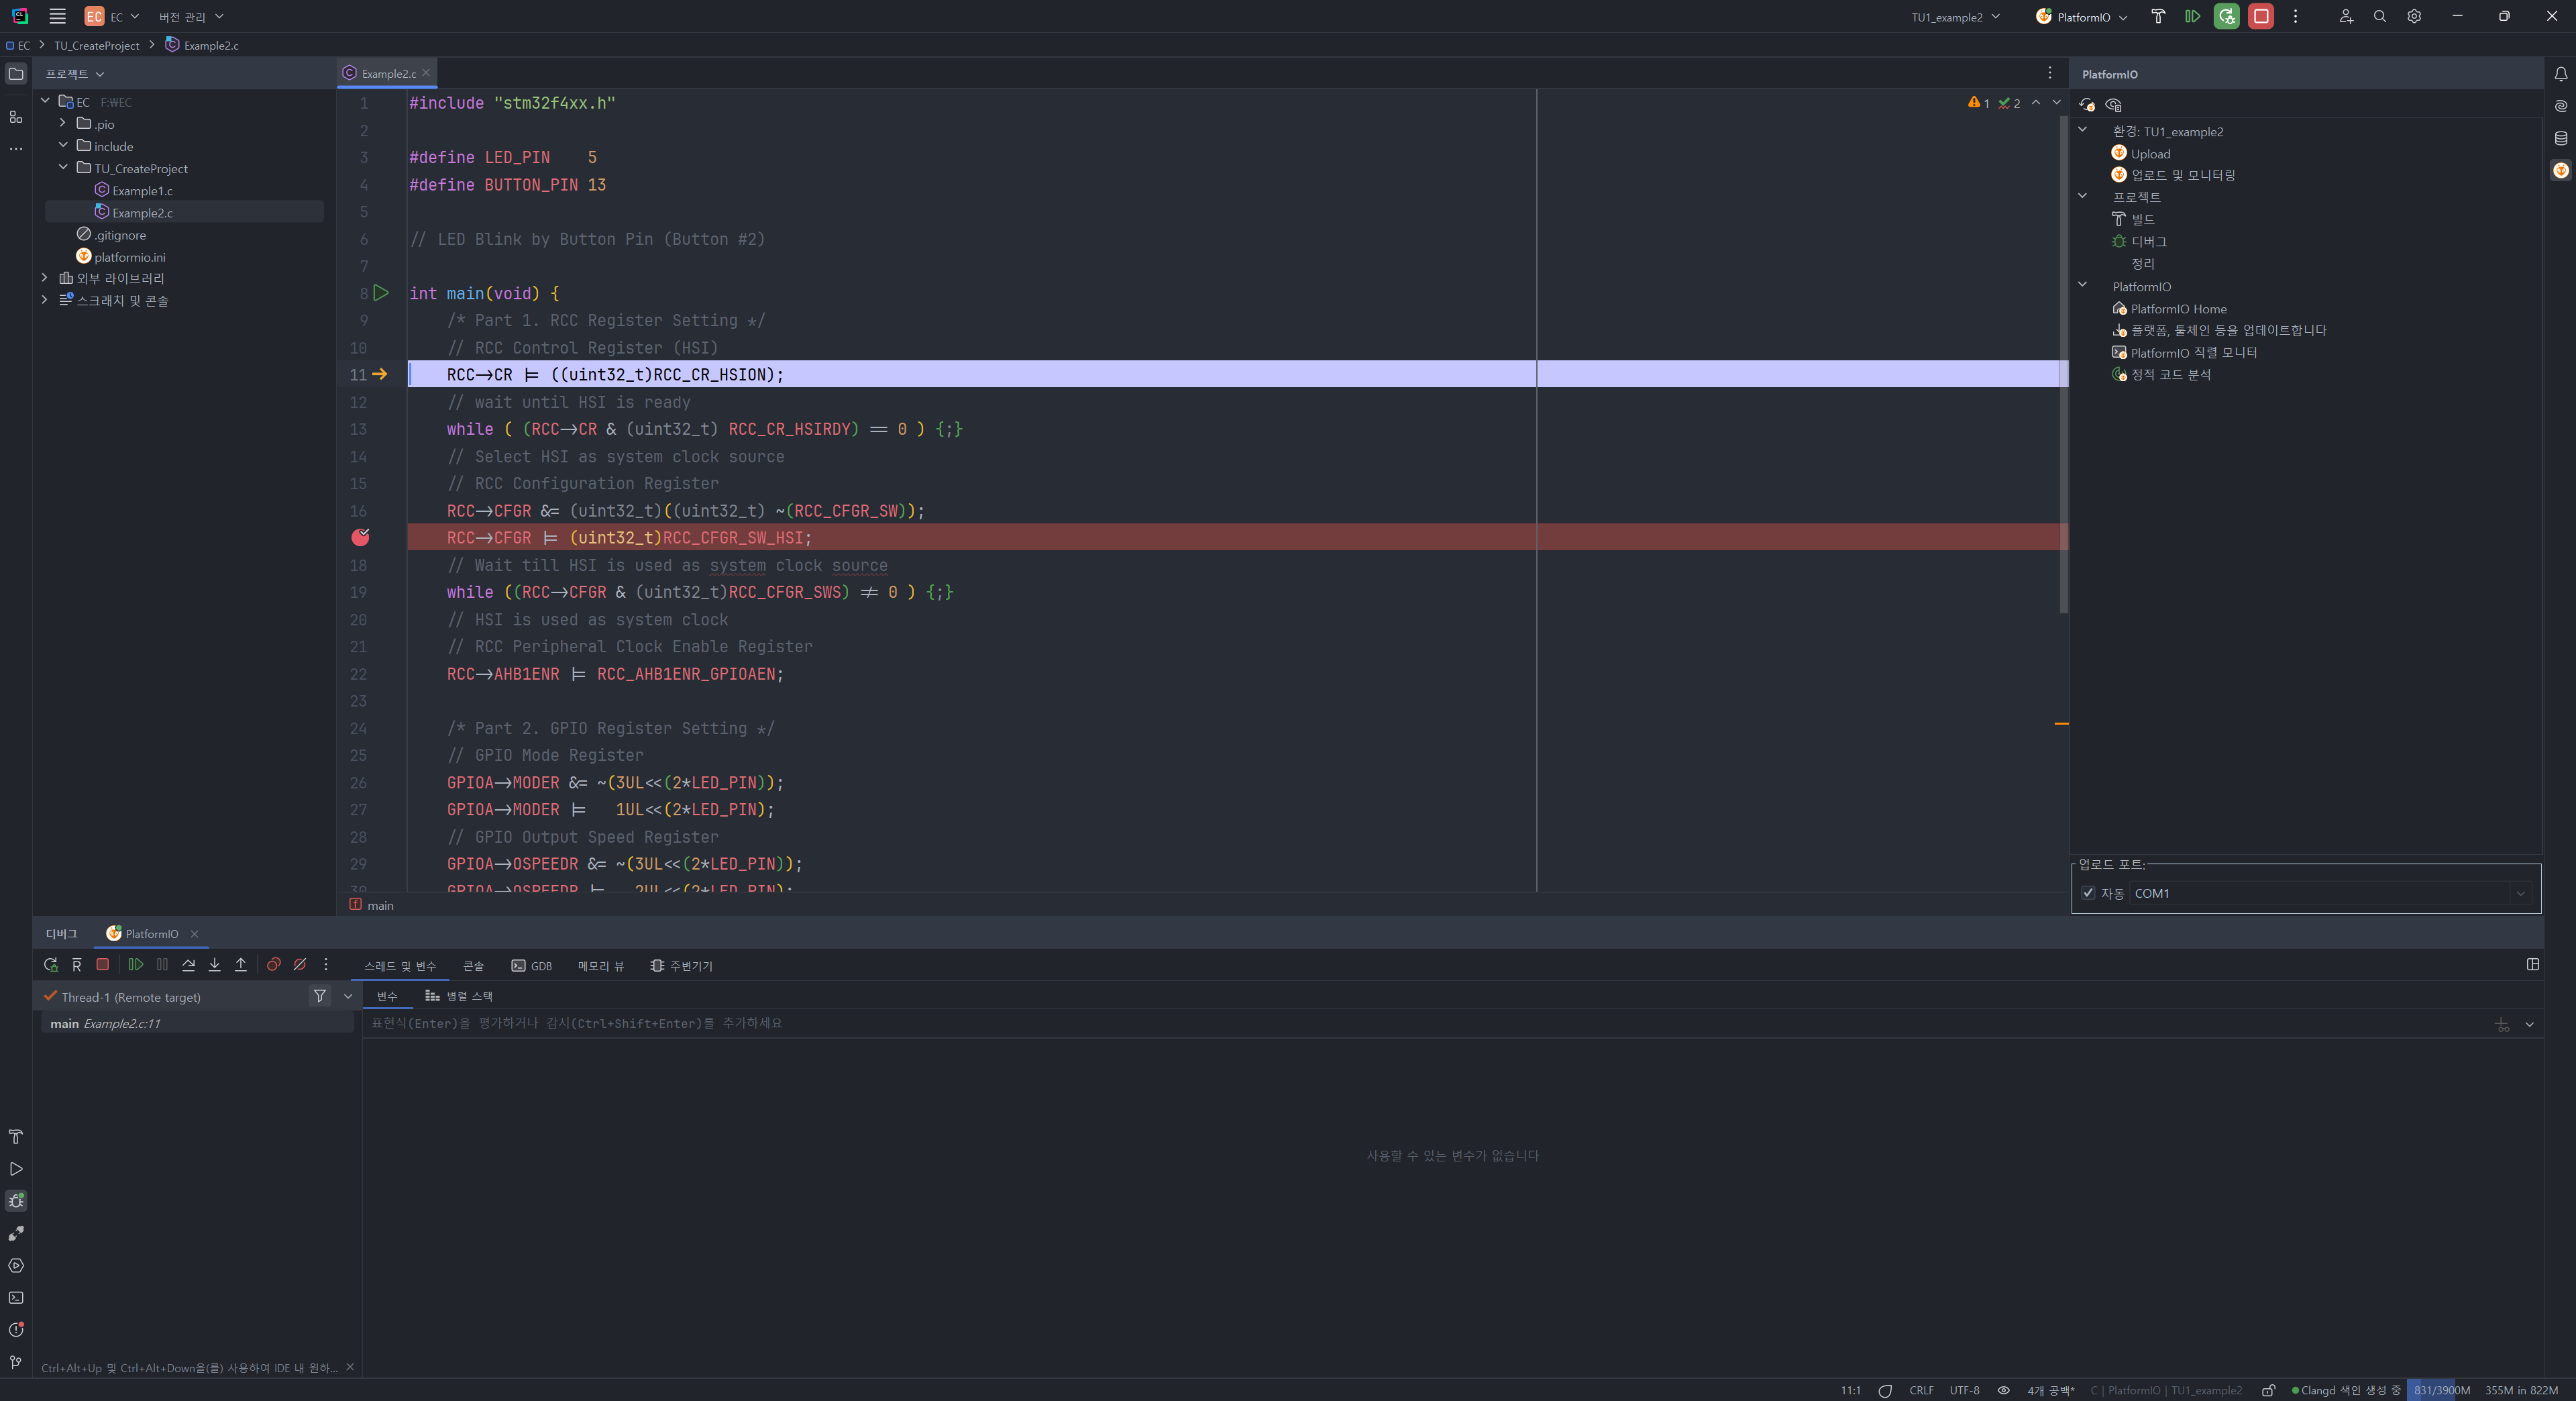 EC EC 버전 관리 TU1_example2 PlatformIO
EC TU_CreateProject Example2.c
프로젝트
EC F:₩EC
.pio
include
TU_CreateProject
Example1.c
Example2.c
.gitignore
platformio.ini
외부 라이브러리
스크래치 및 콘솔
Example2.c
1 2
1 #include "stm32f4xx.h"
2
3 #define LED_PIN    5
4 #define BUTTON_PIN 13
5
6 // LED Blink by Button Pin (Button #2)
7
8 int main(void) {
9     /* Part 1. RCC Register Setting */
10     // RCC Control Register (HSI)
11     RCC->CR |= ((uint32_t)RCC_CR_HSION);
12     // wait until HSI is ready
13     while ( (RCC->CR & (uint32_t) RCC_CR_HSIRDY) == 0 ) {;}
14     // Select HSI as system clock source
15     // RCC Configuration Register
16     RCC->CFGR &= (uint32_t)((uint32_t) ~(RCC_CFGR_SW));
RCC->CFGR |= (uint32_t)RCC_CFGR_SW_HSI;
18     // Wait till HSI is used as system clock source
19     while ((RCC->CFGR & (uint32_t)RCC_CFGR_SWS) != 0 ) {;}
20     // HSI is used as system clock
21     // RCC Peripheral Clock Enable Register
22     RCC->AHB1ENR |= RCC_AHB1ENR_GPIOAEN;
23
24     /* Part 2. GPIO Register Setting */
25     // GPIO Mode Register
26     GPIOA->MODER &= ~(3UL<<(2*LED_PIN));
27     GPIOA->MODER |=   1UL<<(2*LED_PIN);
28     // GPIO Output Speed Register
29     GPIOA->OSPEEDR &= ~(3UL<<(2*LED_PIN));
30     GPIOA->OSPEEDR |=   2UL<<(2*LED_PIN);
main
PlatformIO
환경: TU1_example2
Upload
업로드 및 모니터링
프로젝트
빌드
디버그
정리
PlatformIO
PlatformIO Home
플랫폼, 툴체인 등을 업데이트합니다
PlatformIO 직렬 모니터
정적 코드 분석
업로드 포트:
자동 COM1
디버그 PlatformIO
스레드 및 변수 콘솔 GDB 메모리 뷰 주변기기
Thread-1 (Remote target)
main Example2.c:11
변수 병렬 스택
표현식(Enter)을 평가하거나 감시(Ctrl+Shift+Enter)를 추가하세요
사용할 수 있는 변수가 없습니다
Ctrl+Alt+Up 및 Ctrl+Alt+Down을(를) 사용하여 IDE 내 원하...
11:1 CRLF UTF-8 4개 공백* C | PlatformIO | TU1_example2 Clangd 색인 생성 중 831/3900M 355M in 822M